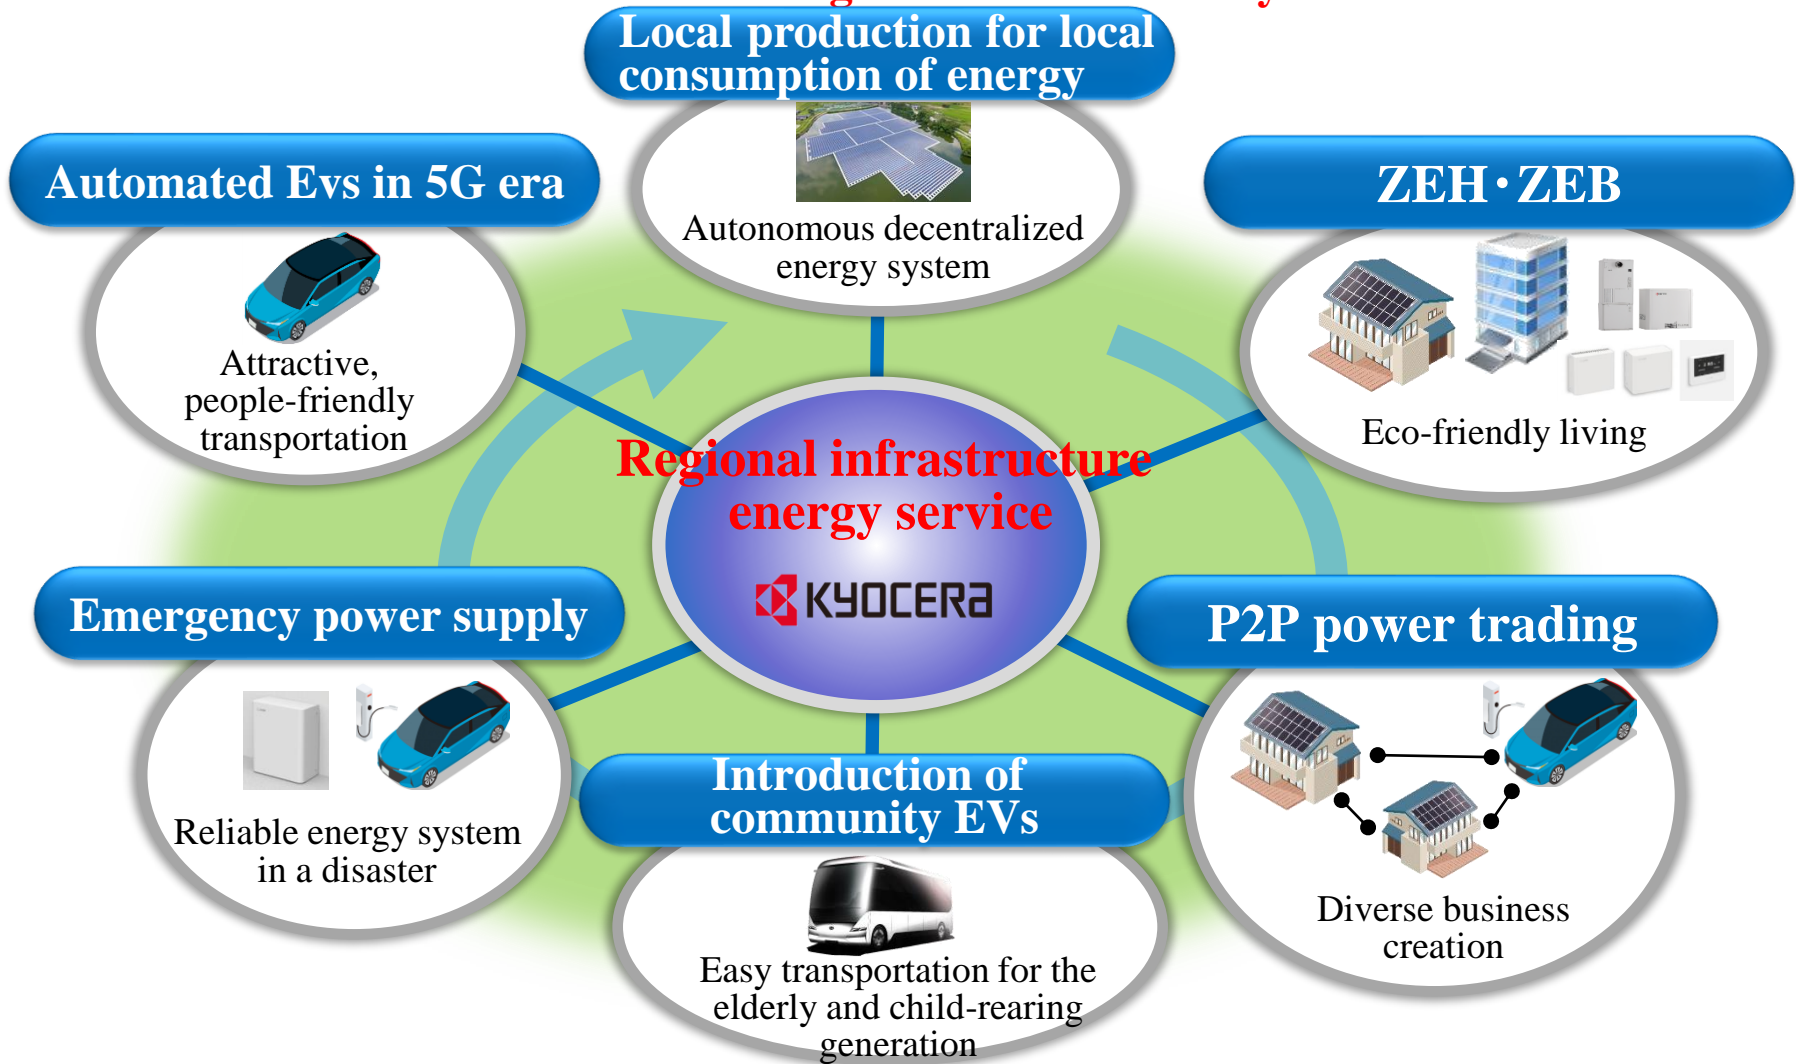 Local production for local
consumption of energy
Autonomous decentralized
energy system
Automated Evs in 5G era
Attractive,
people-friendly
transportation
ZEH・ZEB
Eco-friendly living
Regional infrastructure
energy service
KYOCERA
Emergency power supply
Reliable energy system
in a disaster
P2P power trading
Diverse business
creation
Introduction of
community EVs
Easy transportation for the
elderly and child-rearing
generation